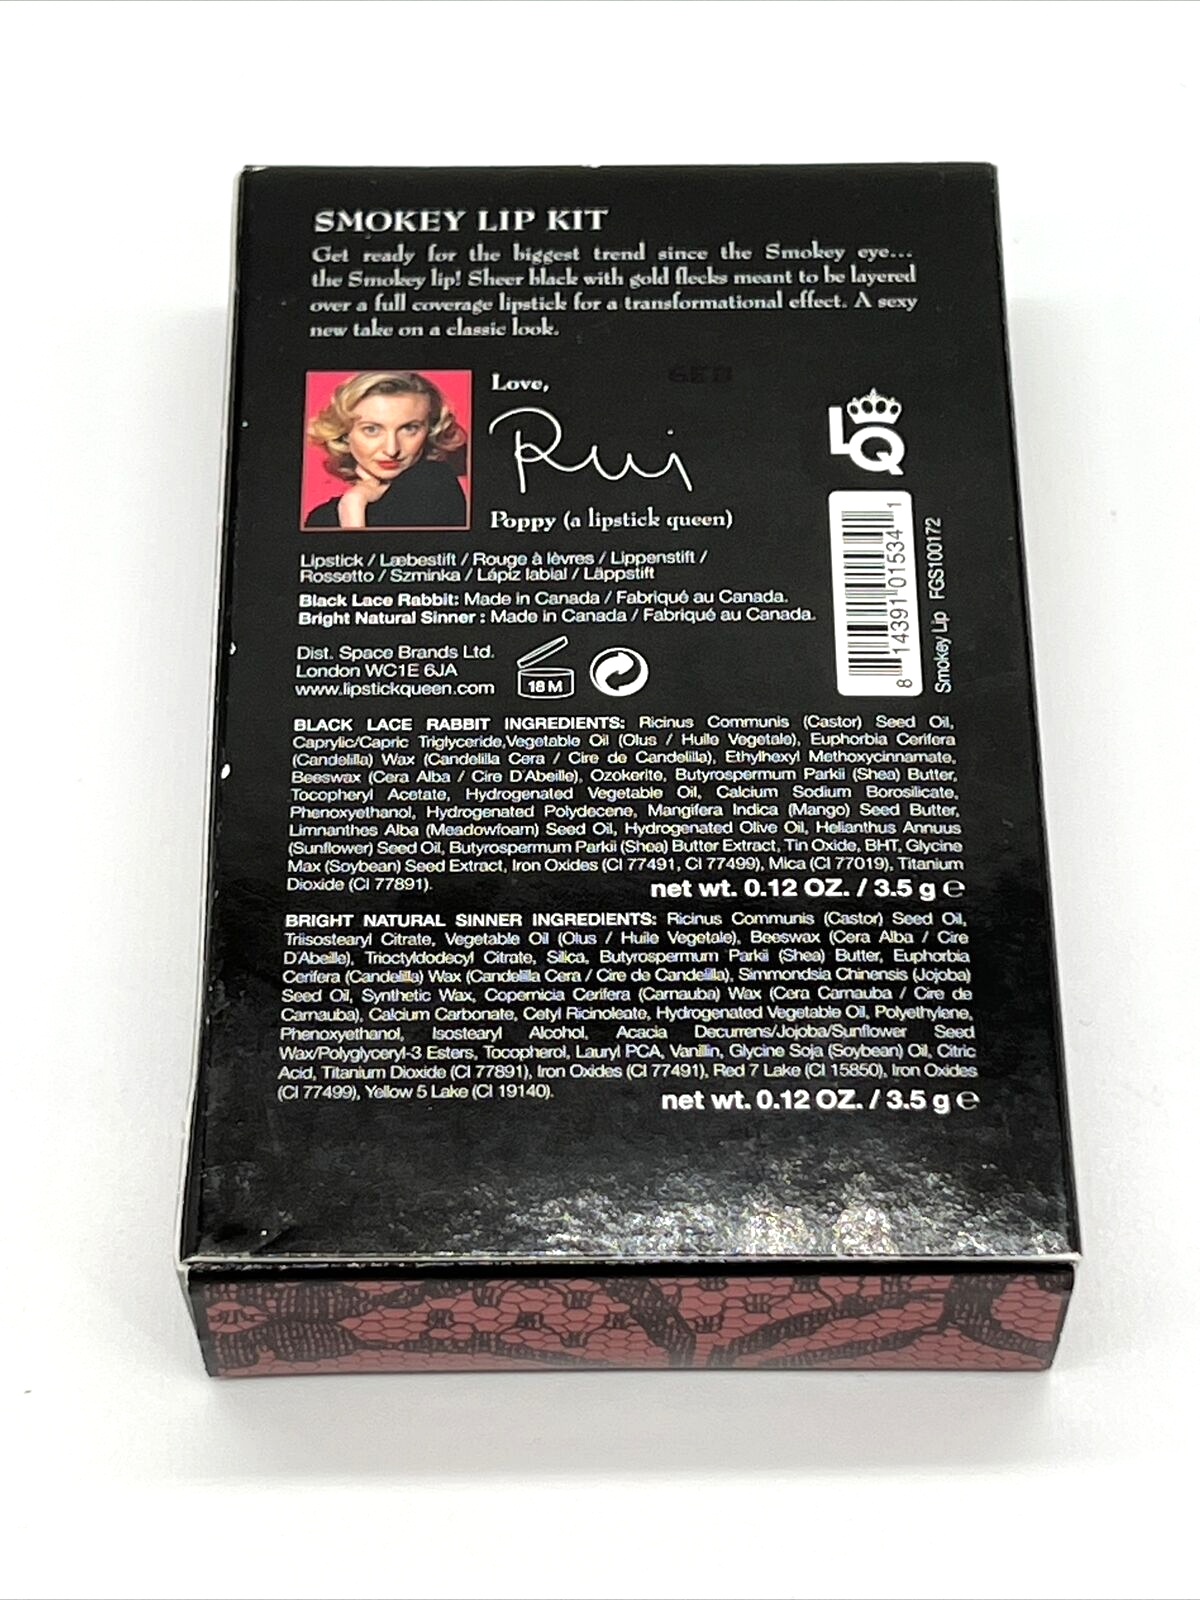 SMOKEY LIP KIT
Get ready for the biggest trend since the Smokey eye...
the Smokey lip! Sheer black with gold flecks meant to be layered
over a full coverage lipstick for a transformational effect. A sexy
new take on a classic look.
Love,
Poppy (a lipstick queen)
LQ
Lipstick / Læbestift / Rouge à lèvres / Lippenstift /
Rossetto / Szminka / Lápiz labial / Läppstift
Black Lace Rabbit: Made in Canada / Fabriqué au Canada.
Bright Natural Sinner : Made in Canada / Fabriqué au Canada.
Dist. Space Brands Ltd.
London WC1E 6JA
www.lipstickqueen.com
18 M
8 14391 01534 1
Smokey Lip FGS100172
BLACK LACE RABBIT INGREDIENTS: Ricinus Communis (Castor) Seed Oil,
Caprylic/Capric Triglyceride,Vegetable Oil (Olus / Huile Vegetale), Euphorbia Cerifera
(Candelilla) Wax (Candelilla Cera / Cire de Candelilla), Ethylhexyl Methoxycinnamate,
Beeswax (Cera Alba / Cire D'Abeille), Ozokerite, Butyrospermum Parkii (Shea) Butter,
Tocopheryl Acetate, Hydrogenated Vegetable Oil, Calcium Sodium Borosilicate,
Phenoxyethanol, Hydrogenated Polydecene, Mangifera Indica (Mango) Seed Butter,
Limnanthes Alba (Meadowfoam) Seed Oil, Hydrogenated Olive Oil, Helianthus Annuus
(Sunflower) Seed Oil, Butyrospermum Parkii (Shea) Butter Extract, Tin Oxide, BHT, Glycine
Max (Soybean) Seed Extract, Iron Oxides (CI 77491, CI 77499), Mica (CI 77019), Titanium
Dioxide (CI 77891).
net wt. 0.12 OZ. / 3.5 g ℮
BRIGHT NATURAL SINNER INGREDIENTS: Ricinus Communis (Castor) Seed Oil,
Triisostearyl Citrate, Vegetable Oil (Olus / Huile Vegetale), Beeswax (Cera Alba / Cire
D'Abeille), Trioctyldodecyl Citrate, Silica, Butyrospermum Parkii (Shea) Butter, Euphorbia
Cerifera (Candelilla) Wax (Candelilla Cera / Cire de Candelilla), Simmondsia Chinensis (Jojoba)
Seed Oil, Synthetic Wax, Copernicia Cerifera (Carnauba) Wax (Cera Carnauba / Cire de
Carnauba), Calcium Carbonate, Cetyl Ricinoleate, Hydrogenated Vegetable Oil, Polyethylene,
Phenoxyethanol, Isostearyl Alcohol, Acacia Decurrens/Jojoba/Sunflower Seed
Wax/Polyglyceryl-3 Esters, Tocopherol, Lauryl PCA, Vanillin, Glycine Soja (Soybean) Oil, Citric
Acid, Titanium Dioxide (CI 77891), Iron Oxides (CI 77491), Red 7 Lake (CI 15850), Iron Oxides
(CI 77499), Yellow 5 Lake (CI 19140).
net wt. 0.12 OZ. / 3.5 g ℮